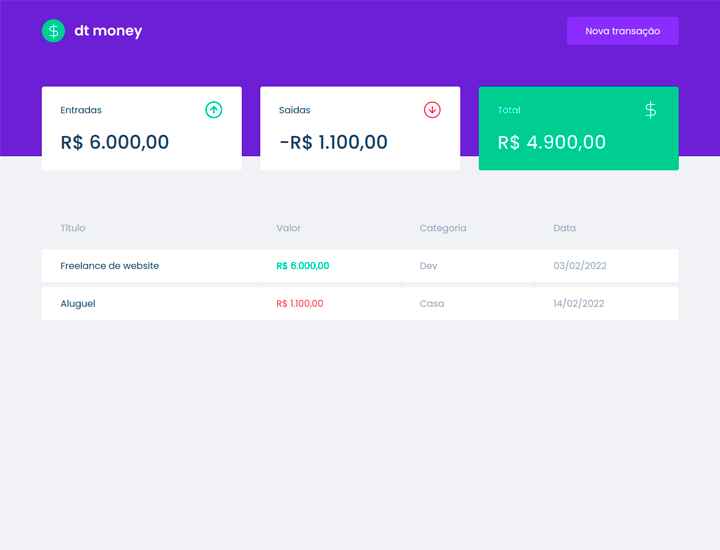 dt money
Nova transação
Entradas
R$ 6.000,00
Saídas
-R$ 1.100,00
Total
R$ 4.900,00
Título Valor Categoria Data
Freelance de website R$ 6.000,00 Dev 03/02/2022
Aluguel R$ 1.100,00 Casa 14/02/2022